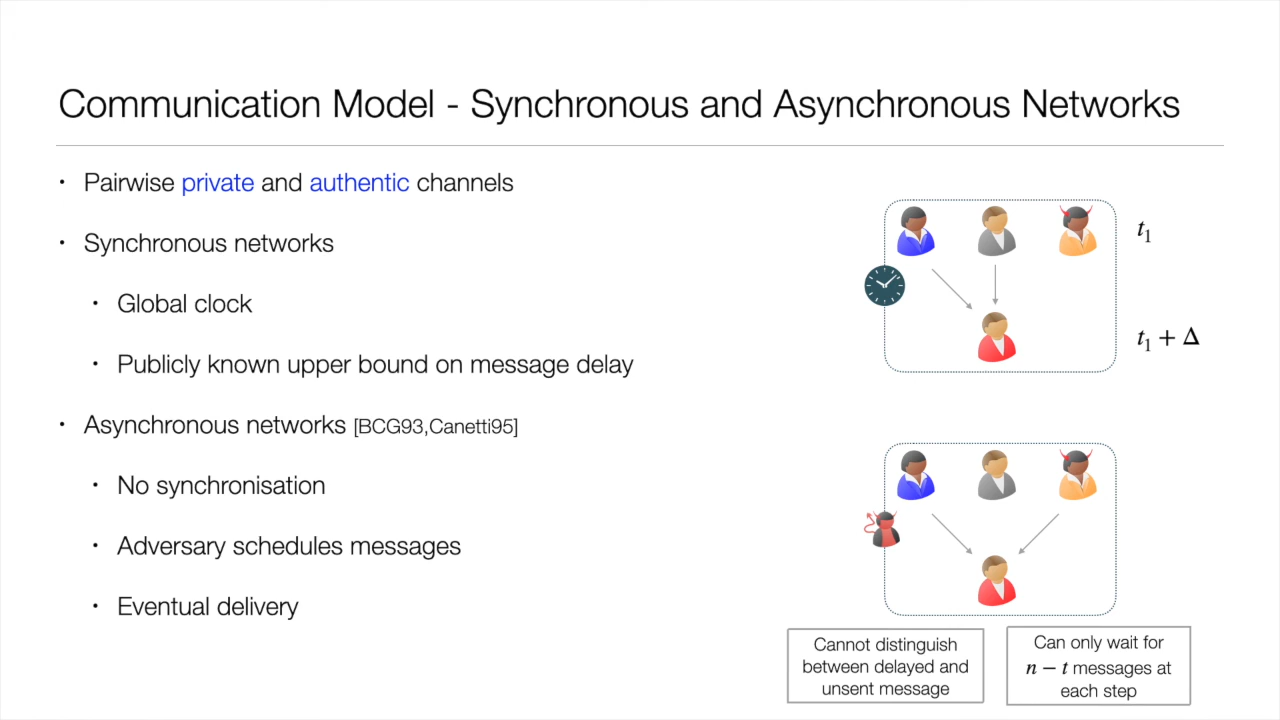 Communication Model - Synchronous and Asynchronous Networks
• Pairwise private and authentic channels
• Synchronous networks
• Global clock
• Publicly known upper bound on message delay
• Asynchronous networks [BCG93,Canetti95]
• No synchronisation
• Adversary schedules messages
• Eventual delivery
t₁
t₁ + Δ
Cannot distinguish
between delayed and
unsent message
Can only wait for
n − t messages at
each step